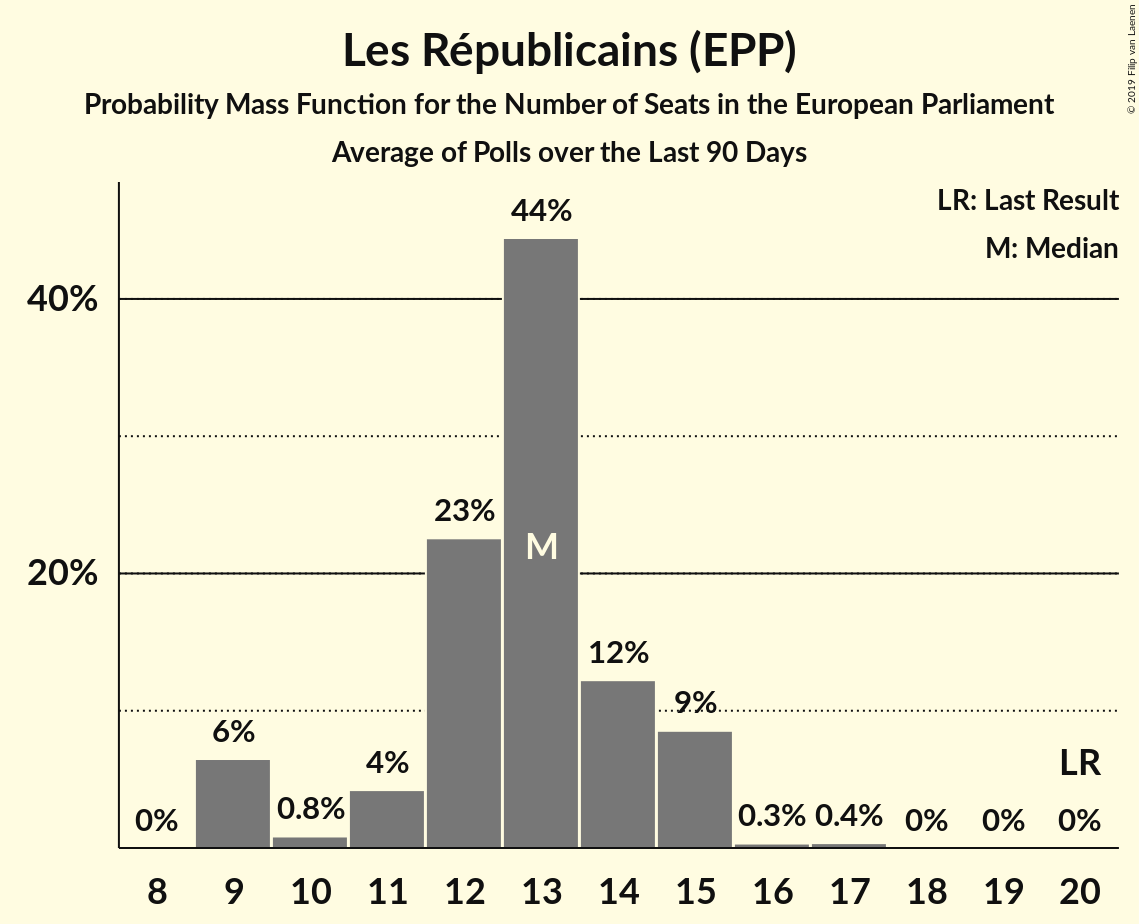 Les Républicains (EPP)
Probability Mass Function for the Number of Seats in the European Parliament
Average of Polls over the Last 90 Days
© 2019 Filip van Laenen
LR: Last Result
M: Median
44%
40%
23%
M
20%
12%
9%
6%
4%
LR
0%
0.8%
0.3%
0.4%
0%
0%
0%
8 9 10 11 12 13 14 15 16 17 18 19 20